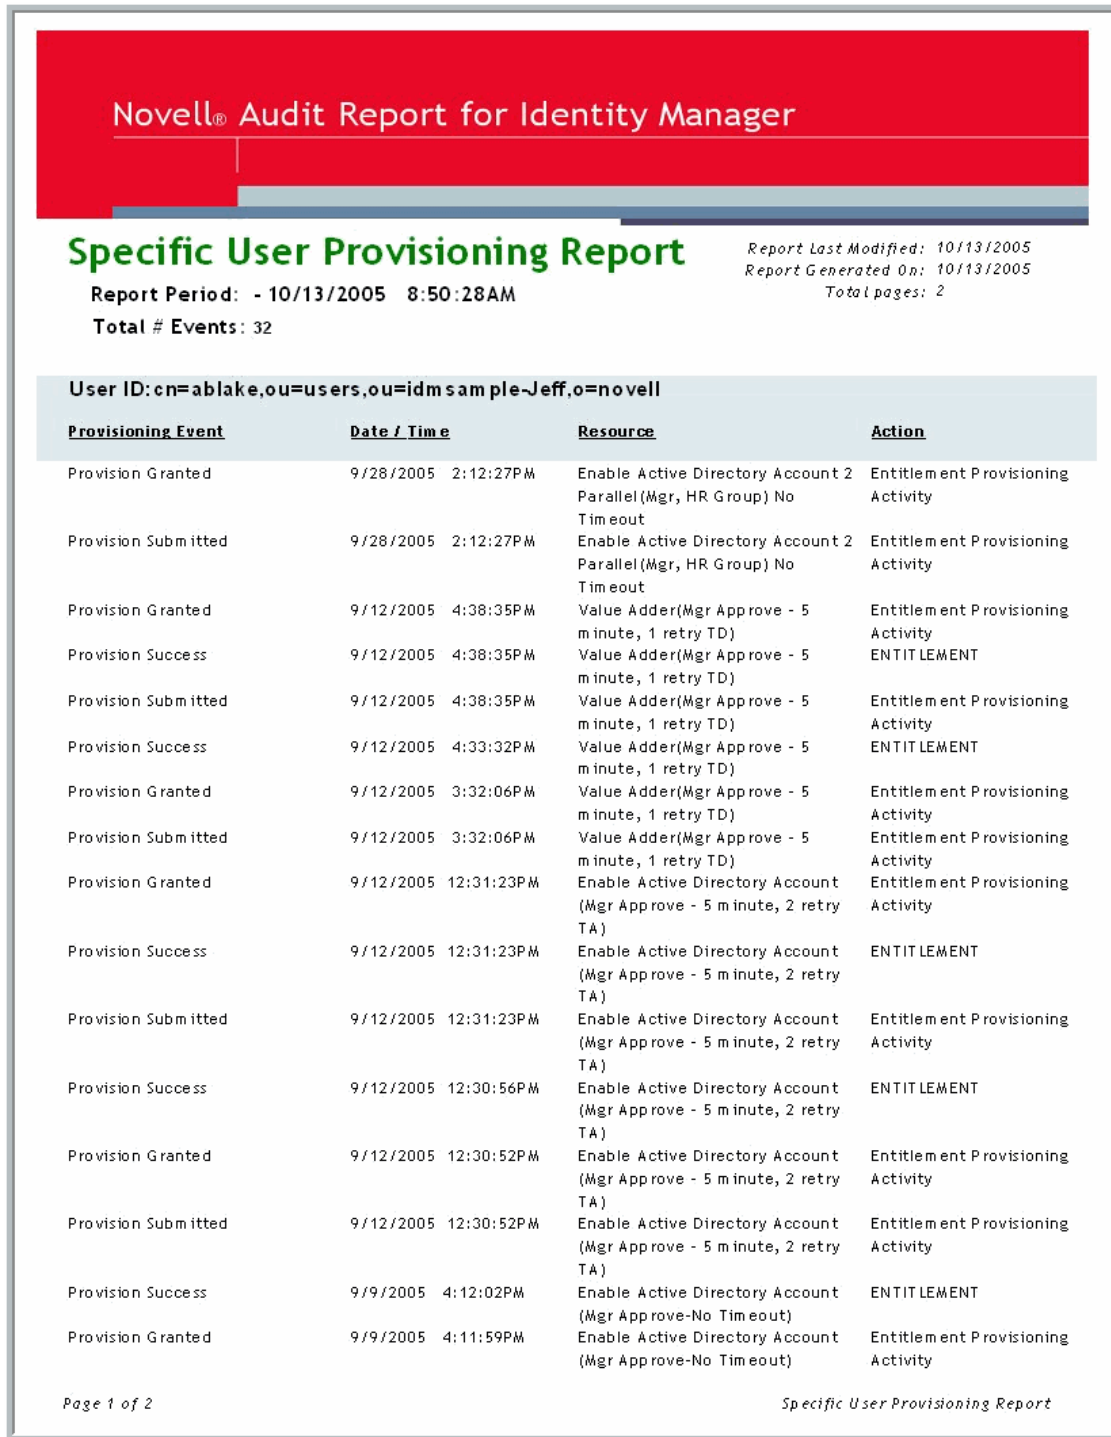 Novell® Audit Report for Identity Manager
Specific User Provisioning Report
Report Last Modified: 10/13/2005
Report Generated On: 10/13/2005
Total pages: 2
Report Period: - 10/13/2005 8:50:28AM
Total # Events: 32
User ID:cn=ablake,ou=users,ou=idmsample-Jeff,o=novell
Provisioning Event Date / Time Resource Action
Provision Granted 9/28/2005 2:12:27PM Enable Active Directory Account 2 Entitlement Provisioning
Parallel(Mgr, HR Group) No Activity
Timeout
Provision Submitted 9/28/2005 2:12:27PM Enable Active Directory Account 2 Entitlement Provisioning
Parallel(Mgr, HR Group) No Activity
Timeout
Provision Granted 9/12/2005 4:38:35PM Value Adder(Mgr Approve - 5 Entitlement Provisioning
minute, 1 retry TD) Activity
Provision Success 9/12/2005 4:38:35PM Value Adder(Mgr Approve - 5 ENTITLEMENT
minute, 1 retry TD)
Provision Submitted 9/12/2005 4:38:35PM Value Adder(Mgr Approve - 5 Entitlement Provisioning
minute, 1 retry TD) Activity
Provision Success 9/12/2005 4:33:32PM Value Adder(Mgr Approve - 5 ENTITLEMENT
minute, 1 retry TD)
Provision Granted 9/12/2005 3:32:06PM Value Adder(Mgr Approve - 5 Entitlement Provisioning
minute, 1 retry TD) Activity
Provision Submitted 9/12/2005 3:32:06PM Value Adder(Mgr Approve - 5 Entitlement Provisioning
minute, 1 retry TD) Activity
Provision Granted 9/12/2005 12:31:23PM Enable Active Directory Account Entitlement Provisioning
(Mgr Approve - 5 minute, 2 retry Activity
TA)
Provision Success 9/12/2005 12:31:23PM Enable Active Directory Account ENTITLEMENT
(Mgr Approve - 5 minute, 2 retry
TA)
Provision Submitted 9/12/2005 12:31:23PM Enable Active Directory Account Entitlement Provisioning
(Mgr Approve - 5 minute, 2 retry Activity
TA)
Provision Success 9/12/2005 12:30:56PM Enable Active Directory Account ENTITLEMENT
(Mgr Approve - 5 minute, 2 retry
TA)
Provision Granted 9/12/2005 12:30:52PM Enable Active Directory Account Entitlement Provisioning
(Mgr Approve - 5 minute, 2 retry Activity
TA)
Provision Submitted 9/12/2005 12:30:52PM Enable Active Directory Account Entitlement Provisioning
(Mgr Approve - 5 minute, 2 retry Activity
TA)
Provision Success 9/9/2005 4:12:02PM Enable Active Directory Account ENTITLEMENT
(Mgr Approve-No Timeout)
Provision Granted 9/9/2005 4:11:59PM Enable Active Directory Account Entitlement Provisioning
(Mgr Approve-No Timeout) Activity
Page 1 of 2 Specific User Provisioning Report